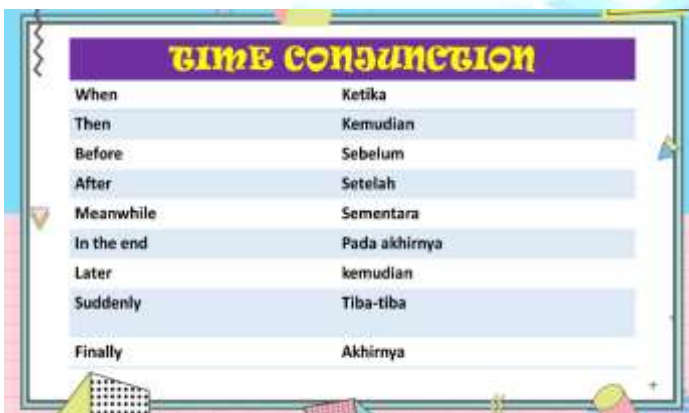 TIME CONJUNCTION
When Ketika
Then Kemudian
Before Sebelum
After Setelah
Meanwhile Sementara
In the end Pada akhirnya
Later kemudian
Suddenly Tiba-tiba
Finally Akhirnya